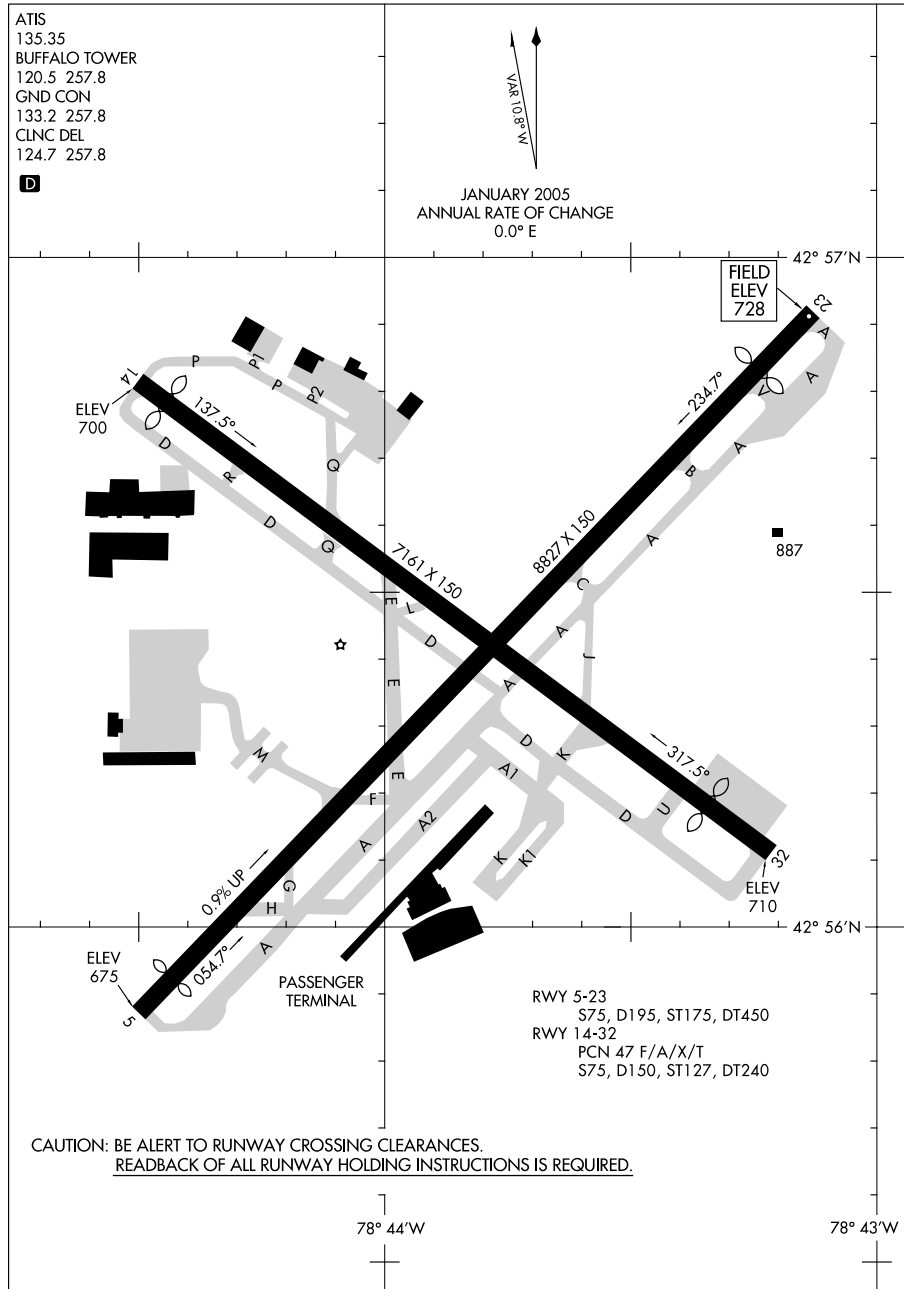 ATIS
135.35
BUFFALO TOWER
120.5 257.8
GND CON
133.2 257.8
CLNC DEL
124.7 257.8
D
VAR 10.8° W
JANUARY 2005
ANNUAL RATE OF CHANGE
0.0° E
42° 57'N
FIELD
ELEV
728
23
A
A
V
A
B
A
234.7°
P
P1
P
P2
14
ELEV
700
137.5°
D
R
D
Q
Q
7161 X 150
8827 X 150
887
E
L
D
C
A
J
A
E
D
K
A1
317.5°
M
E
F
A
A2
D
U
K
K1
32
ELEV
710
0.9% UP
G
H
A
054.7°
42° 56'N
ELEV
675
5
PASSENGER
TERMINAL
RWY 5-23
S75, D195, ST175, DT450
RWY 14-32
PCN 47 F/A/X/T
S75, D150, ST127, DT240
CAUTION: BE ALERT TO RUNWAY CROSSING CLEARANCES.
READBACK OF ALL RUNWAY HOLDING INSTRUCTIONS IS REQUIRED.
78° 44'W
78° 43'W